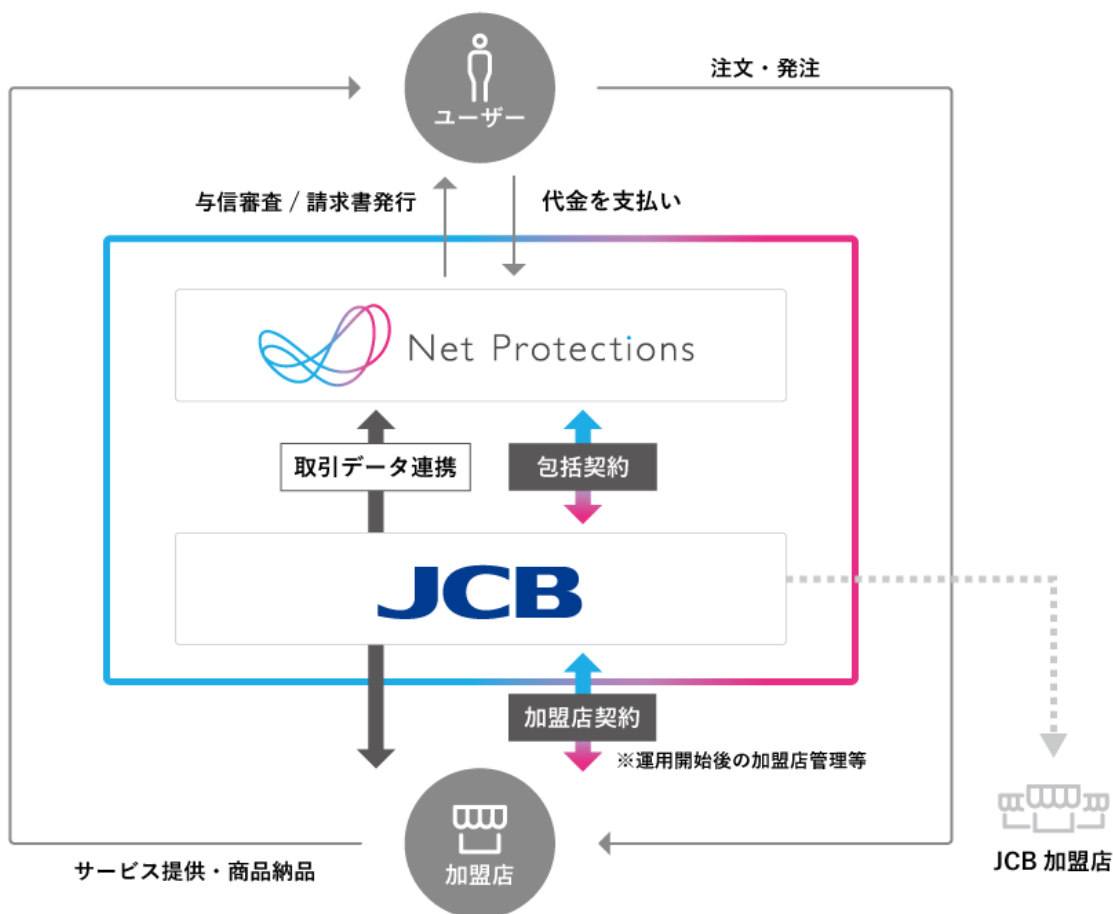 注文・発注
ユーザー
与信審査 / 請求書発行
代金を支払い
Net Protections
取引データ連携
包括契約
JCB
加盟店契約
※運用開始後の加盟店管理等
加盟店
サービス提供・商品納品
JCB 加盟店